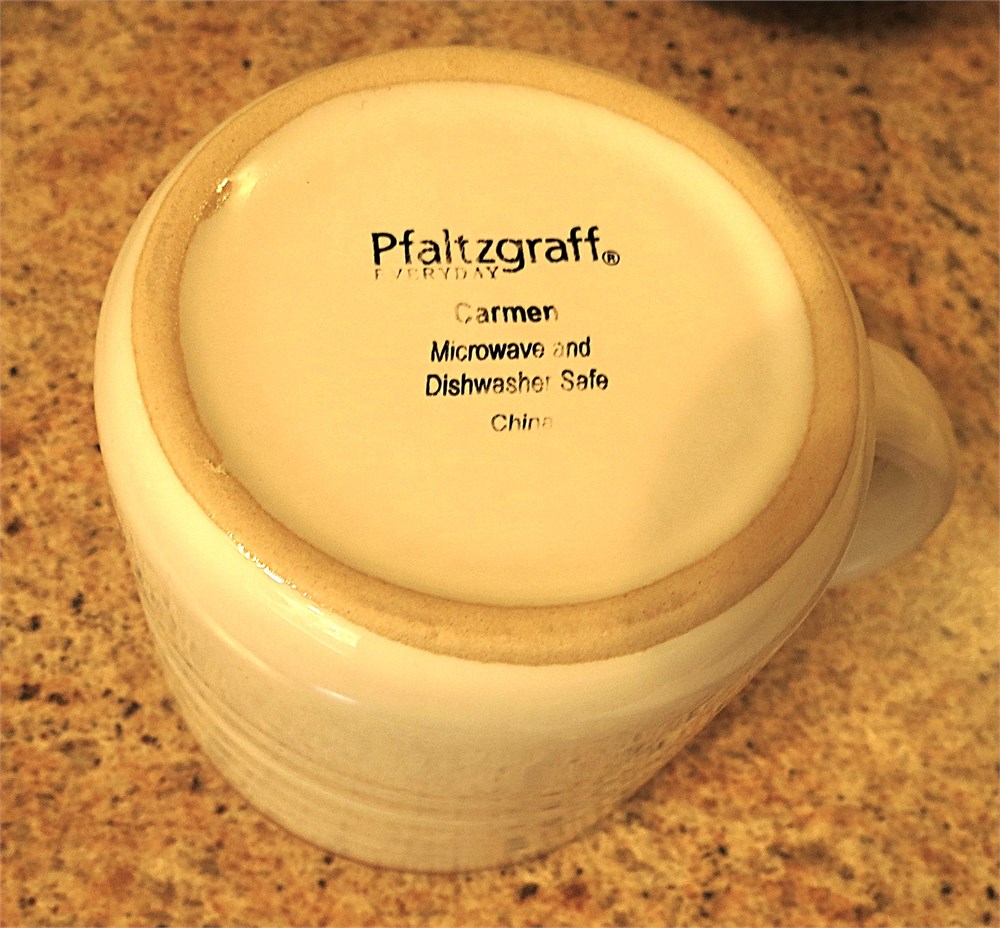 Pfaltzgraff®
EVERYDAY
Carmen
Microwave and
Dishwasher Safe
China